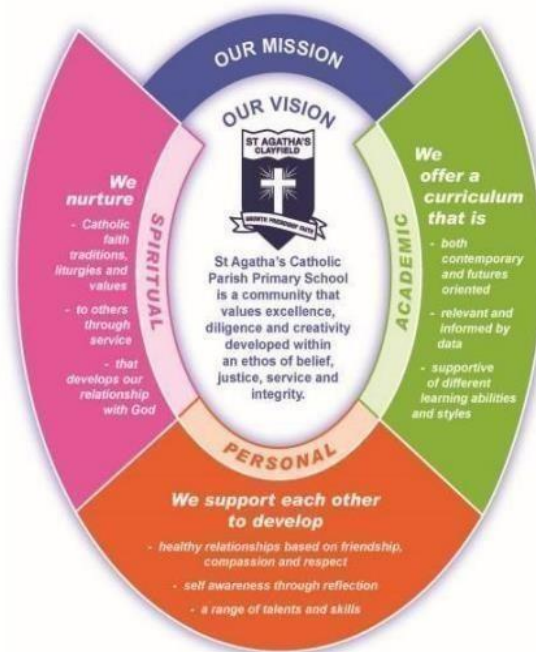 OUR MISSION
OUR VISION
ST AGATHA'S
CLAYFIELD
St Agatha's Catholic
Parish Primary School
is a community that
values excellence,
diligence and creativity
developed within
an ethos of belief,
justice, service and
integrity.
SPIRITUAL
We
nurture
- Catholic
faith
traditions,
liturgies and
values
- to others
through
service
- that
develops our
relationship
with God
ACADEMIC
We
offer a
curriculum
that is
- both
contemporary
and futures
oriented
- relevant and
informed by
data
- supportive
of different
learning abilities
and styles
PERSONAL
We support each other
to develop
- healthy relationships based on friendship,
compassion and respect
- self awareness through reflection
- a range of talents and skills